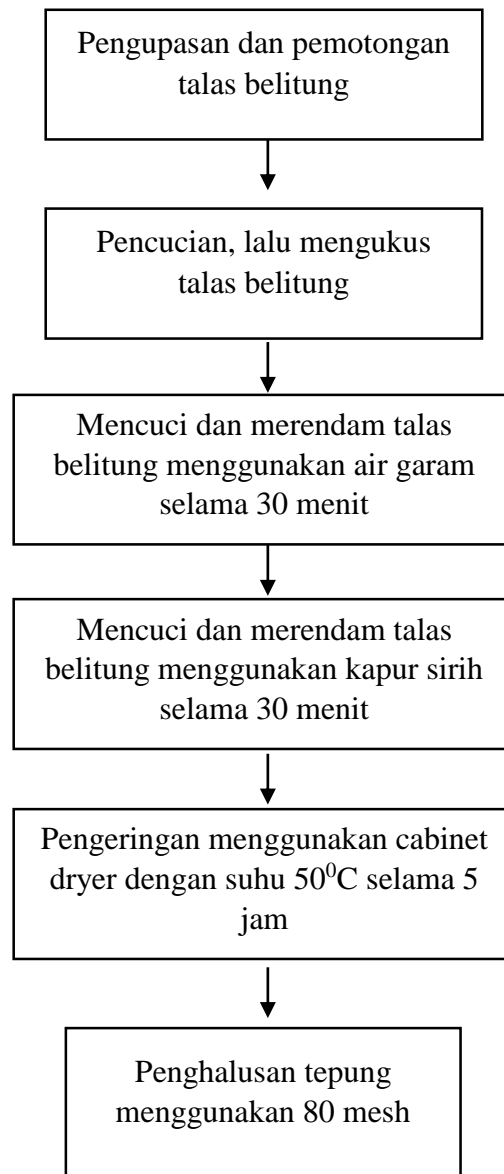 Pengupasan dan pemotongan
talas belitung
Pencucian, lalu mengukus
talas belitung
Mencuci dan merendam talas
belitung menggunakan air garam
selama 30 menit
Mencuci dan merendam talas
belitung menggunakan kapur sirih
selama 30 menit
Pengeringan menggunakan cabinet
dryer dengan suhu 50⁰C selama 5
jam
Penghalusan tepung
menggunakan 80 mesh